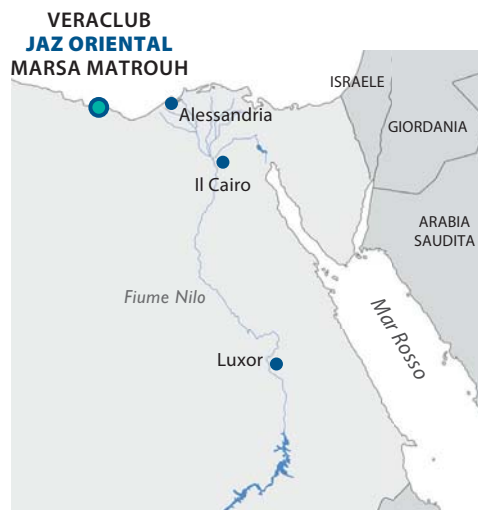 VERACLUB
JAZ ORIENTAL
MARSA MATROUH
ISRAELE
Alessandria
GIORDANIA
Il Cairo
ARABIA
SAUDITA
Fiume Nilo
Mar Rosso
Luxor